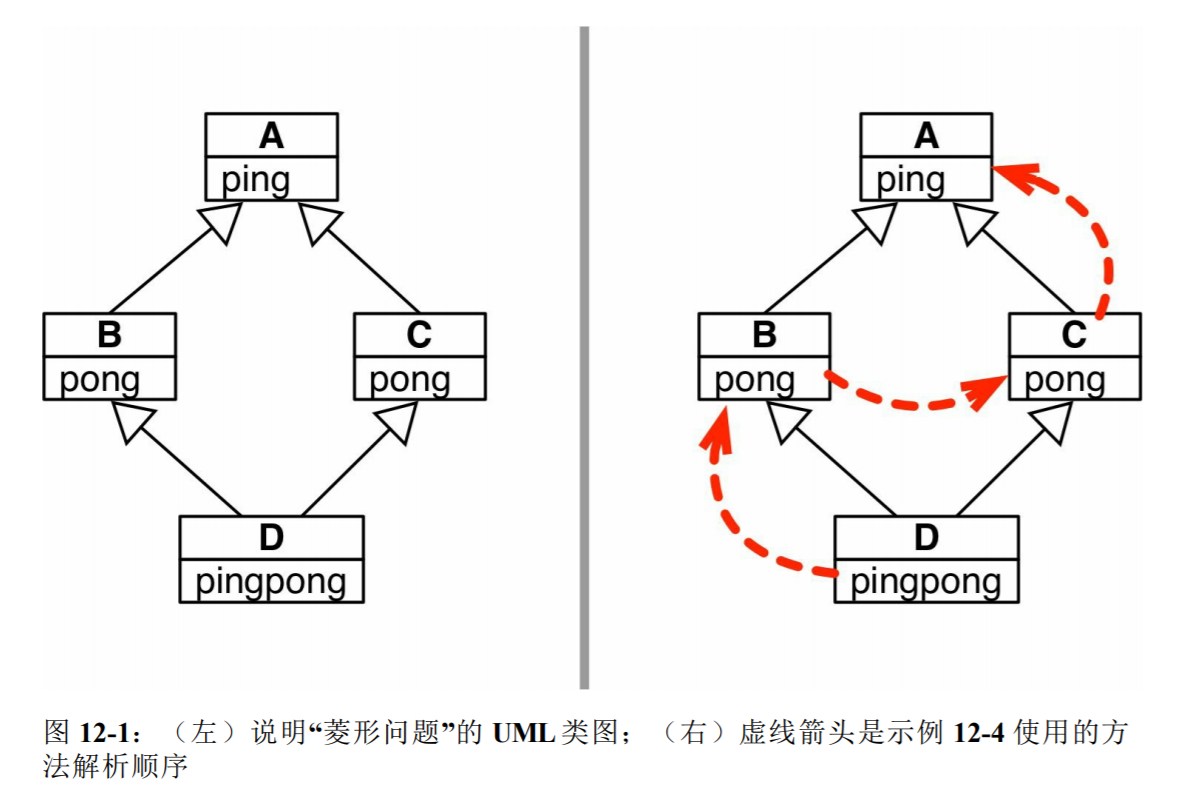 A
ping
B
pong
C
pong
D
pingpong
A
ping
B
pong
C
pong
D
pingpong
图 12-1：（左）说明“菱形问题”的 UML 类图；（右）虚线箭头是示例 12-4 使用的方
法解析顺序